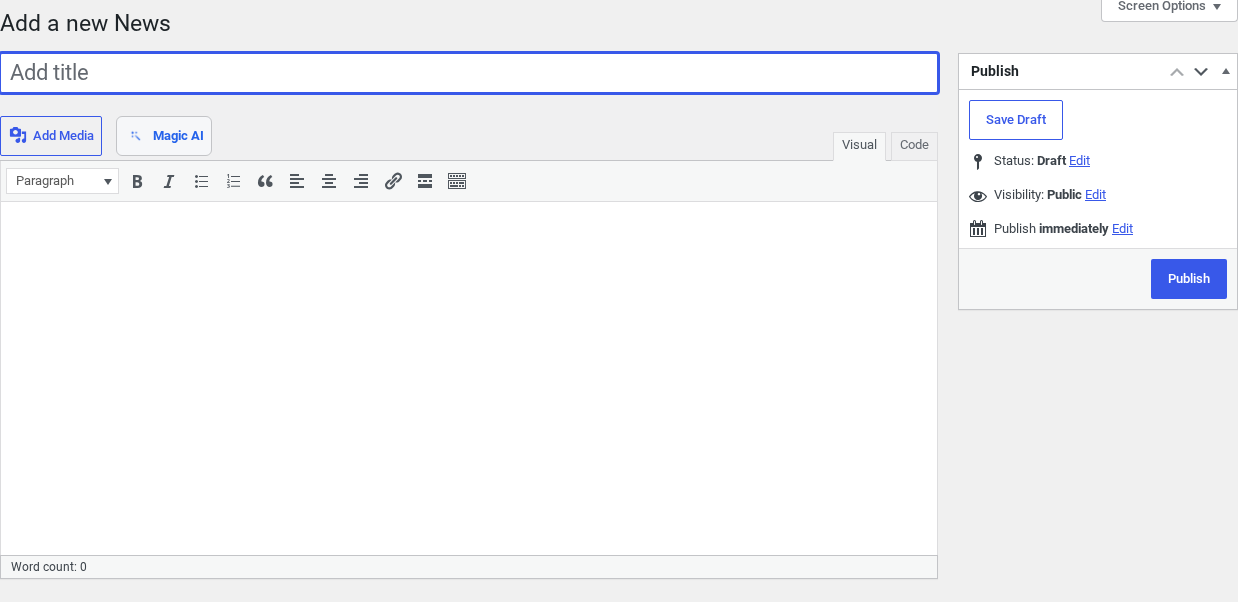 Screen Options
Add a new News
Add title
Publish
Save Draft
Add Media
Magic AI
Visual
Code
Status: Draft Edit
Paragraph
Visibility: Public Edit
Publish immediately Edit
Publish
Word count: 0